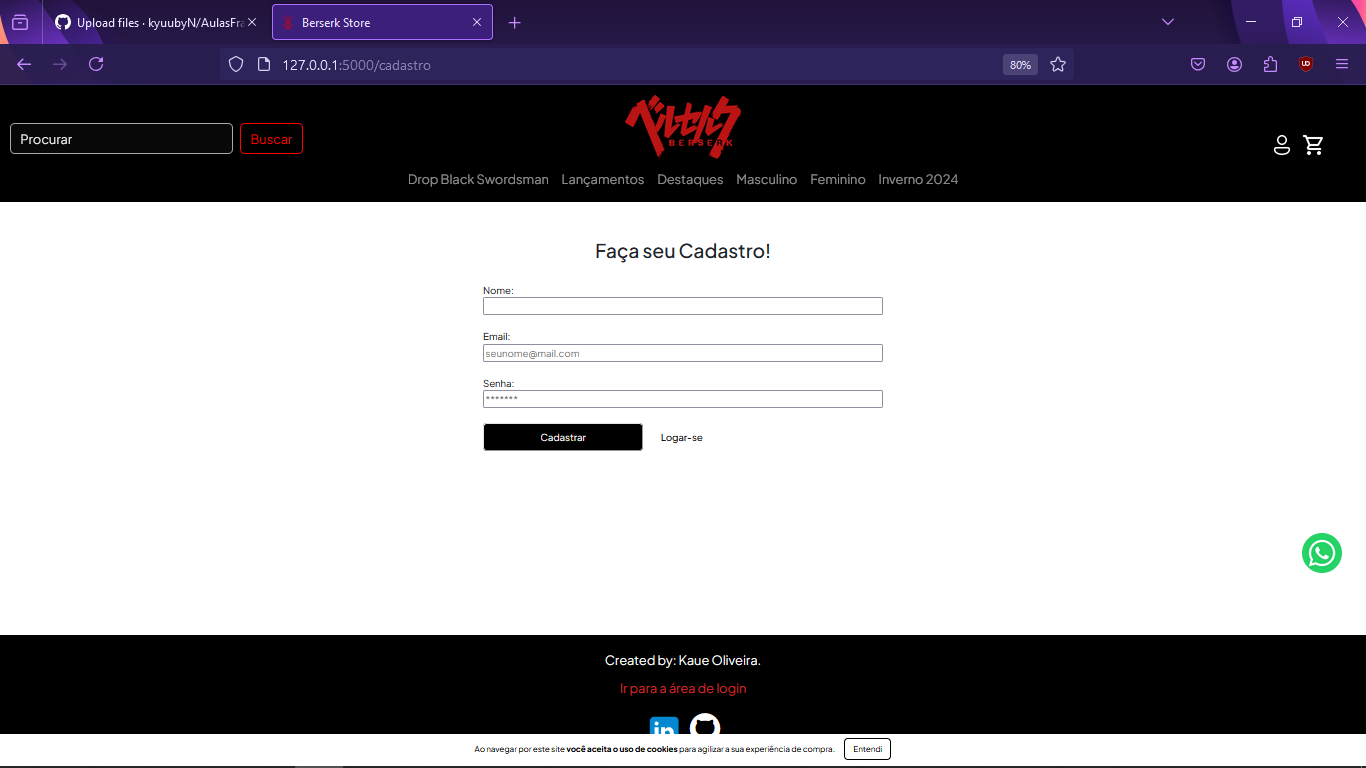 Upload files · kyuubyN/AulasFra
Berserk Store
127.0.0.1:5000/cadastro
80%
Procurar
Buscar
ベルセルク
BERSERK
Drop Black Swordsman Lançamentos Destaques Masculino Feminino Inverno 2024
Faça seu Cadastro!
Nome:
Email:
seunome@mail.com
Senha:
*******
Cadastrar Logar-se
Created by: Kaue Oliveira.
Ir para a área de login
in
Ao navegar por este site você aceita o uso de cookies para agilizar a sua experiência de compra. Entendi